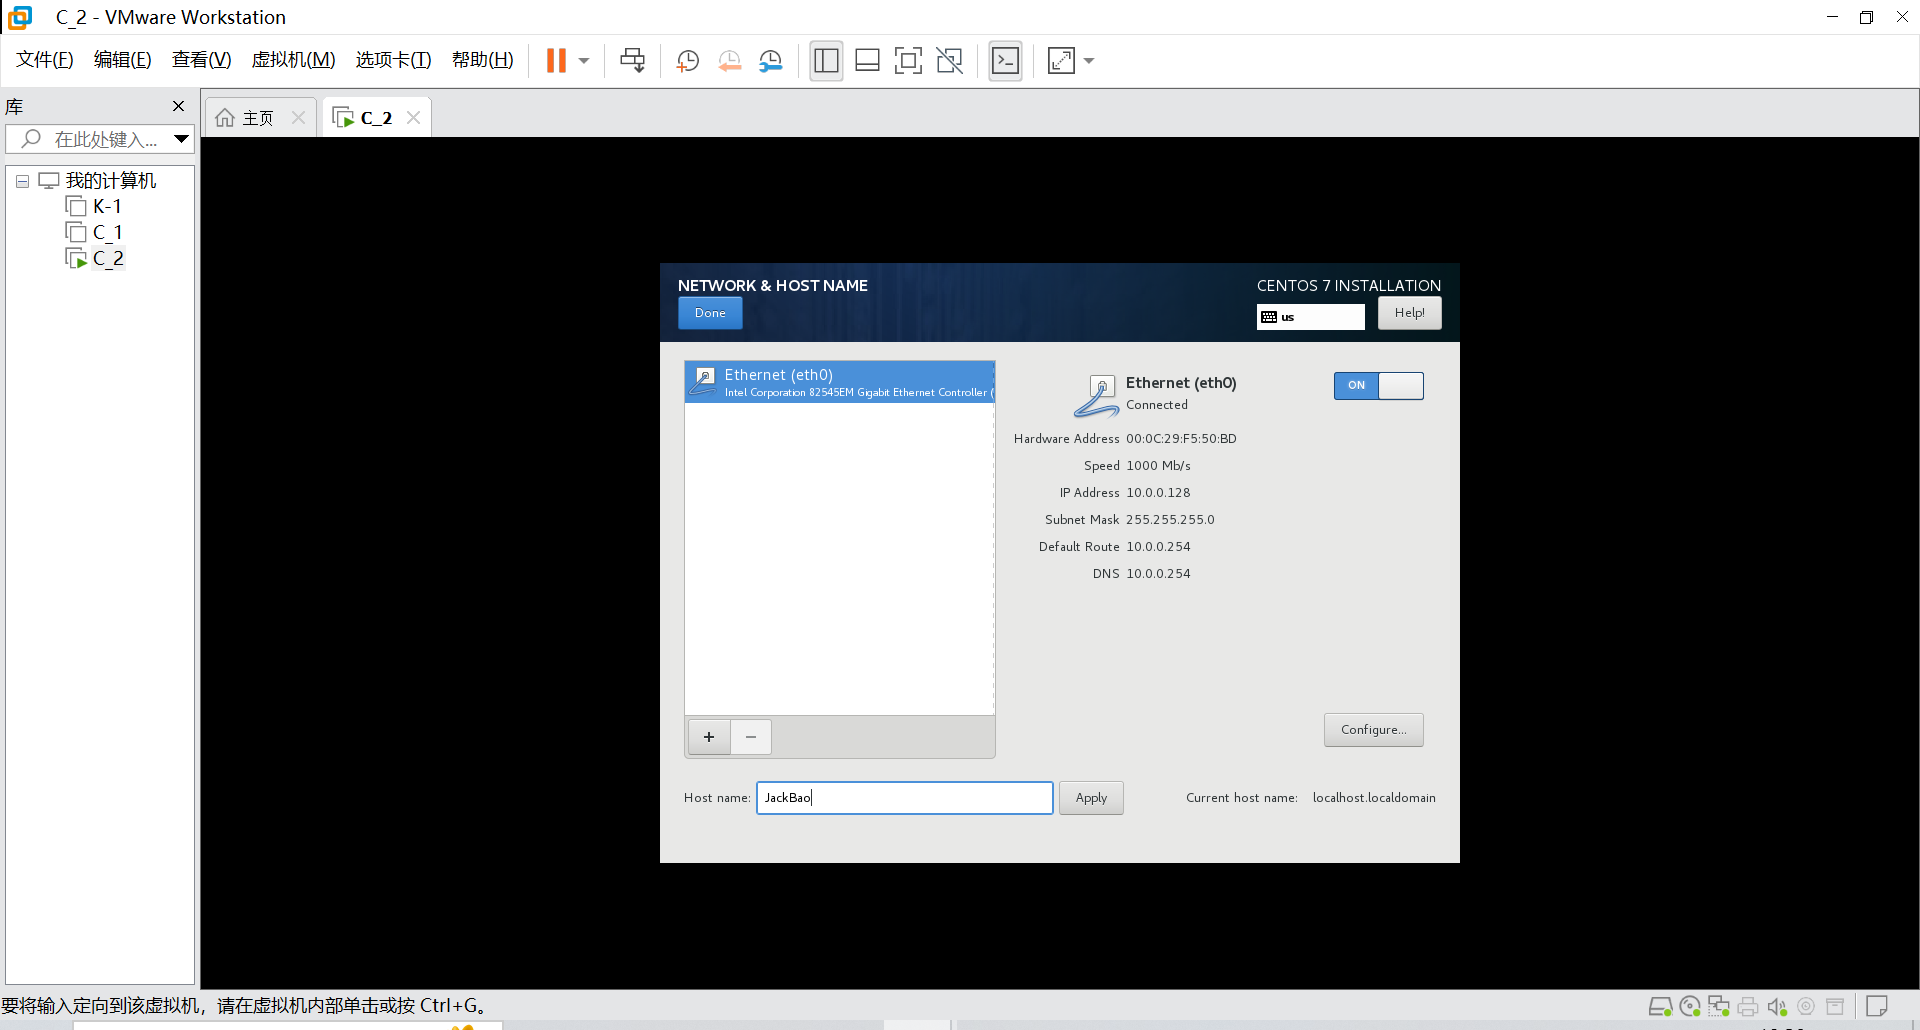 C_2 - VMware Workstation
文件(F) 编辑(E) 查看(V) 虚拟机(M) 选项卡(T) 帮助(H)
库
在此处键入...
我的计算机
K-1
C_1
C_2
主页
C_2
NETWORK & HOST NAME
Done
CENTOS 7 INSTALLATION
us
Help!
Ethernet (eth0)
Intel Corporation 82545EM Gigabit Ethernet Controller (
Ethernet (eth0)
Connected
ON
Hardware Address 00:0C:29:F5:50:BD
Speed 1000 Mb/s
IP Address 10.0.0.128
Subnet Mask 255.255.255.0
Default Route 10.0.0.254
DNS 10.0.0.254
+ −
Configure...
Host name: JackBao Apply Current host name: localhost.localdomain
要将输入定向到该虚拟机，请在虚拟机内部单击或按 Ctrl+G。